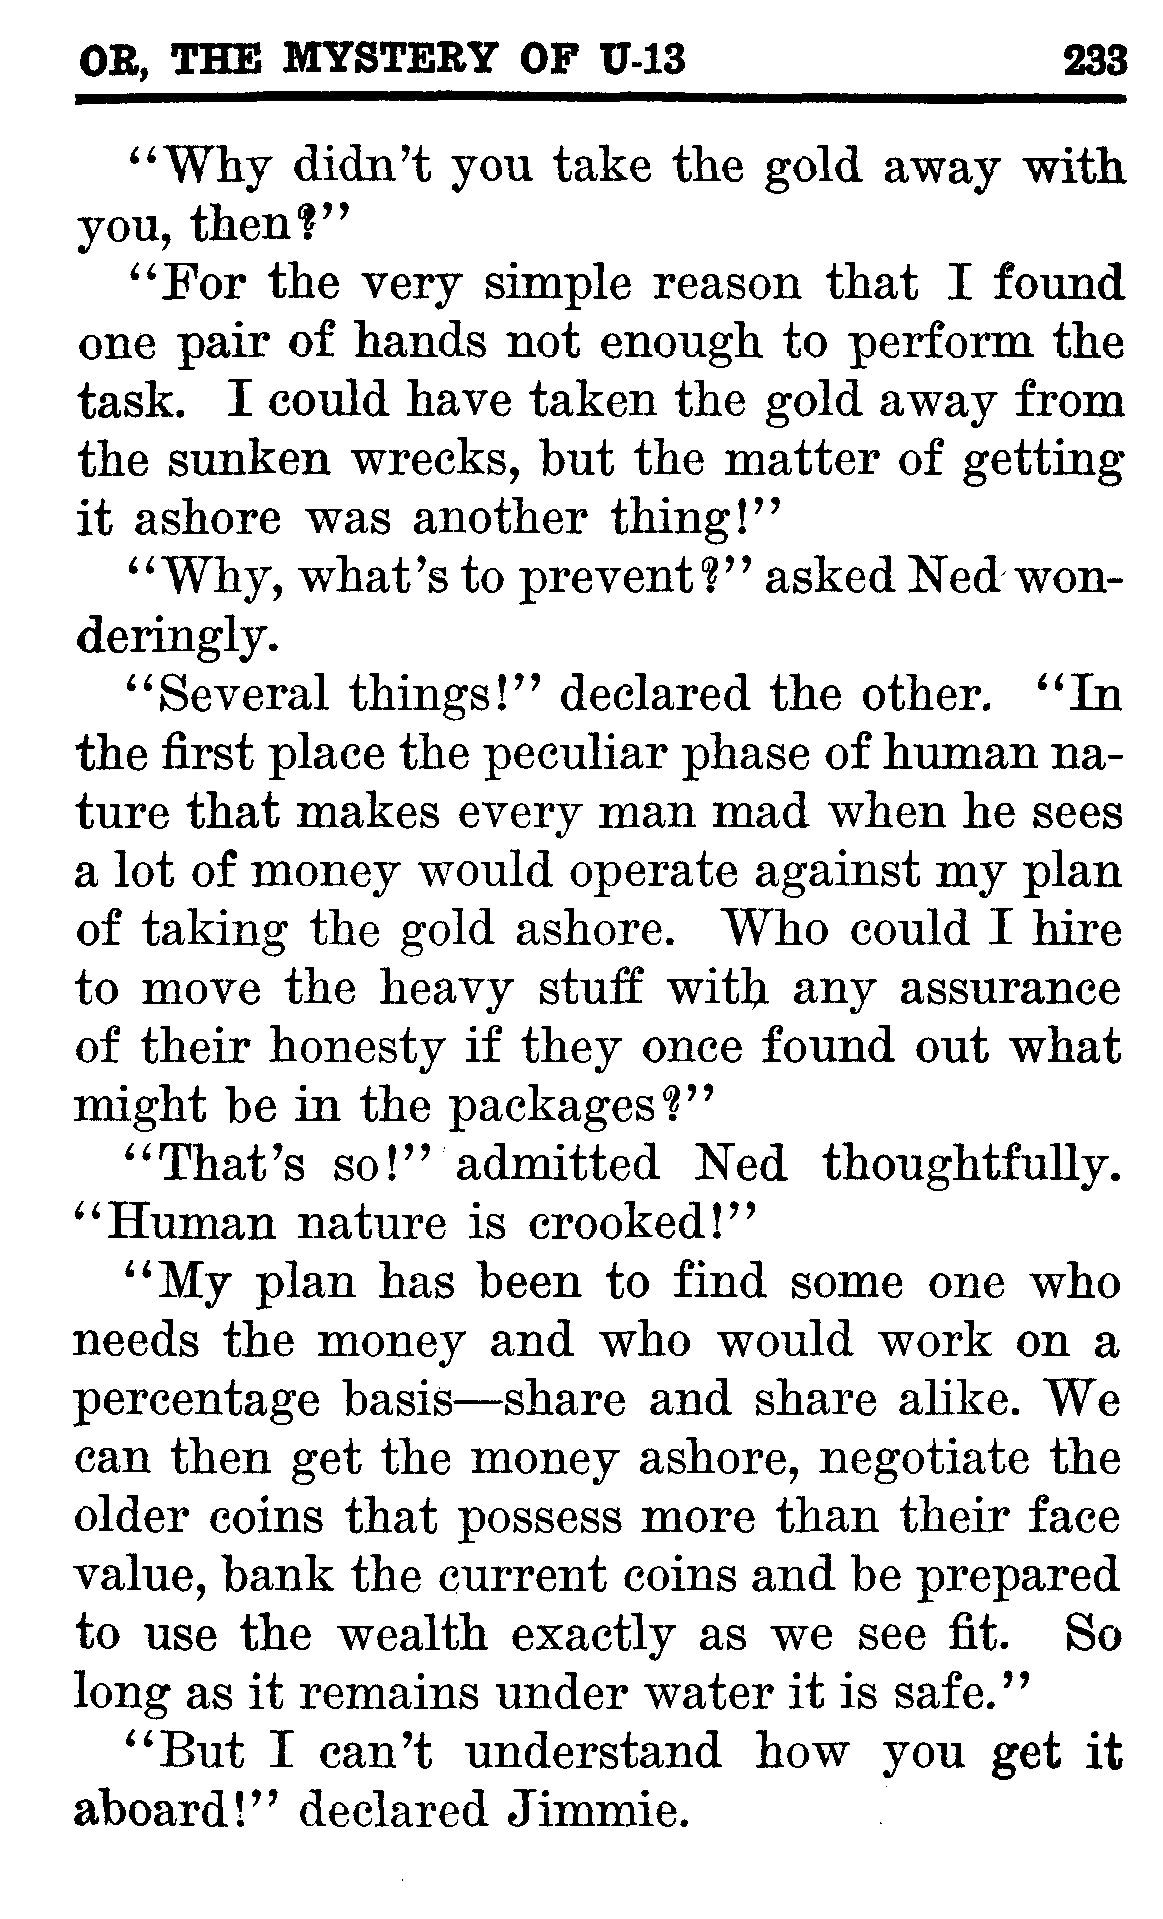 OR, THE MYSTERY OF U-13 233
“Why didn’t you take the gold away with
you, then?”
“For the very simple reason that I found
one pair of hands not enough to perform the
task. I could have taken the gold away from
the sunken wrecks, but the matter of getting
it ashore was another thing!”
“Why, what’s to prevent?” asked Ned won-
deringly.
“Several things!” declared the other. “In
the first place the peculiar phase of human na-
ture that makes every man mad when he sees
a lot of money would operate against my plan
of taking the gold ashore. Who could I hire
to move the heavy stuff with any assurance
of their honesty if they once found out what
might be in the packages?”
“That’s so!” admitted Ned thoughtfully.
“Human nature is crooked!”
“My plan has been to find some one who
needs the money and who would work on a
percentage basis—share and share alike. We
can then get the money ashore, negotiate the
older coins that possess more than their face
value, bank the current coins and be prepared
to use the wealth exactly as we see fit. So
long as it remains under water it is safe.”
“But I can’t understand how you get it
aboard!” declared Jimmie.